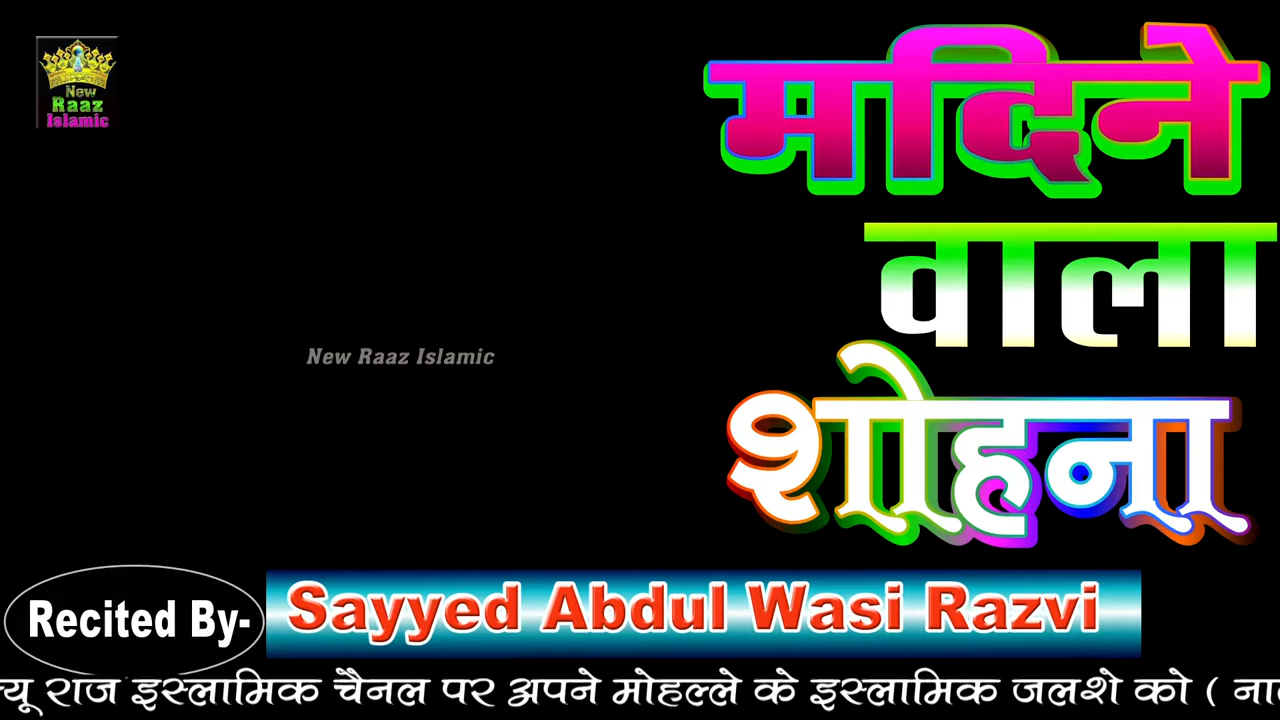 New
Raaz
Islamic
मदिने
वाला
New Raaz Islamic
शोहना
Recited By-
Sayyed Abdul Wasi Razvi
राज इस्लामिक चैनल पर अपने मोहल्ले के इस्लामिक जलशे को (